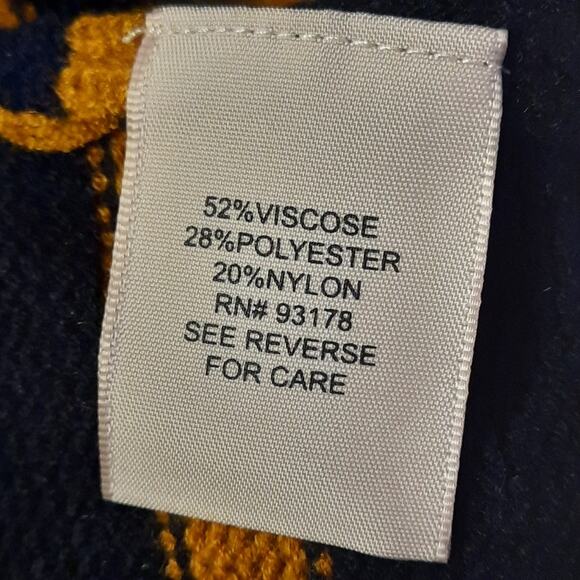 52%VISCOSE
28%POLYESTER
20%NYLON
RN# 93178
SEE REVERSE
FOR CARE